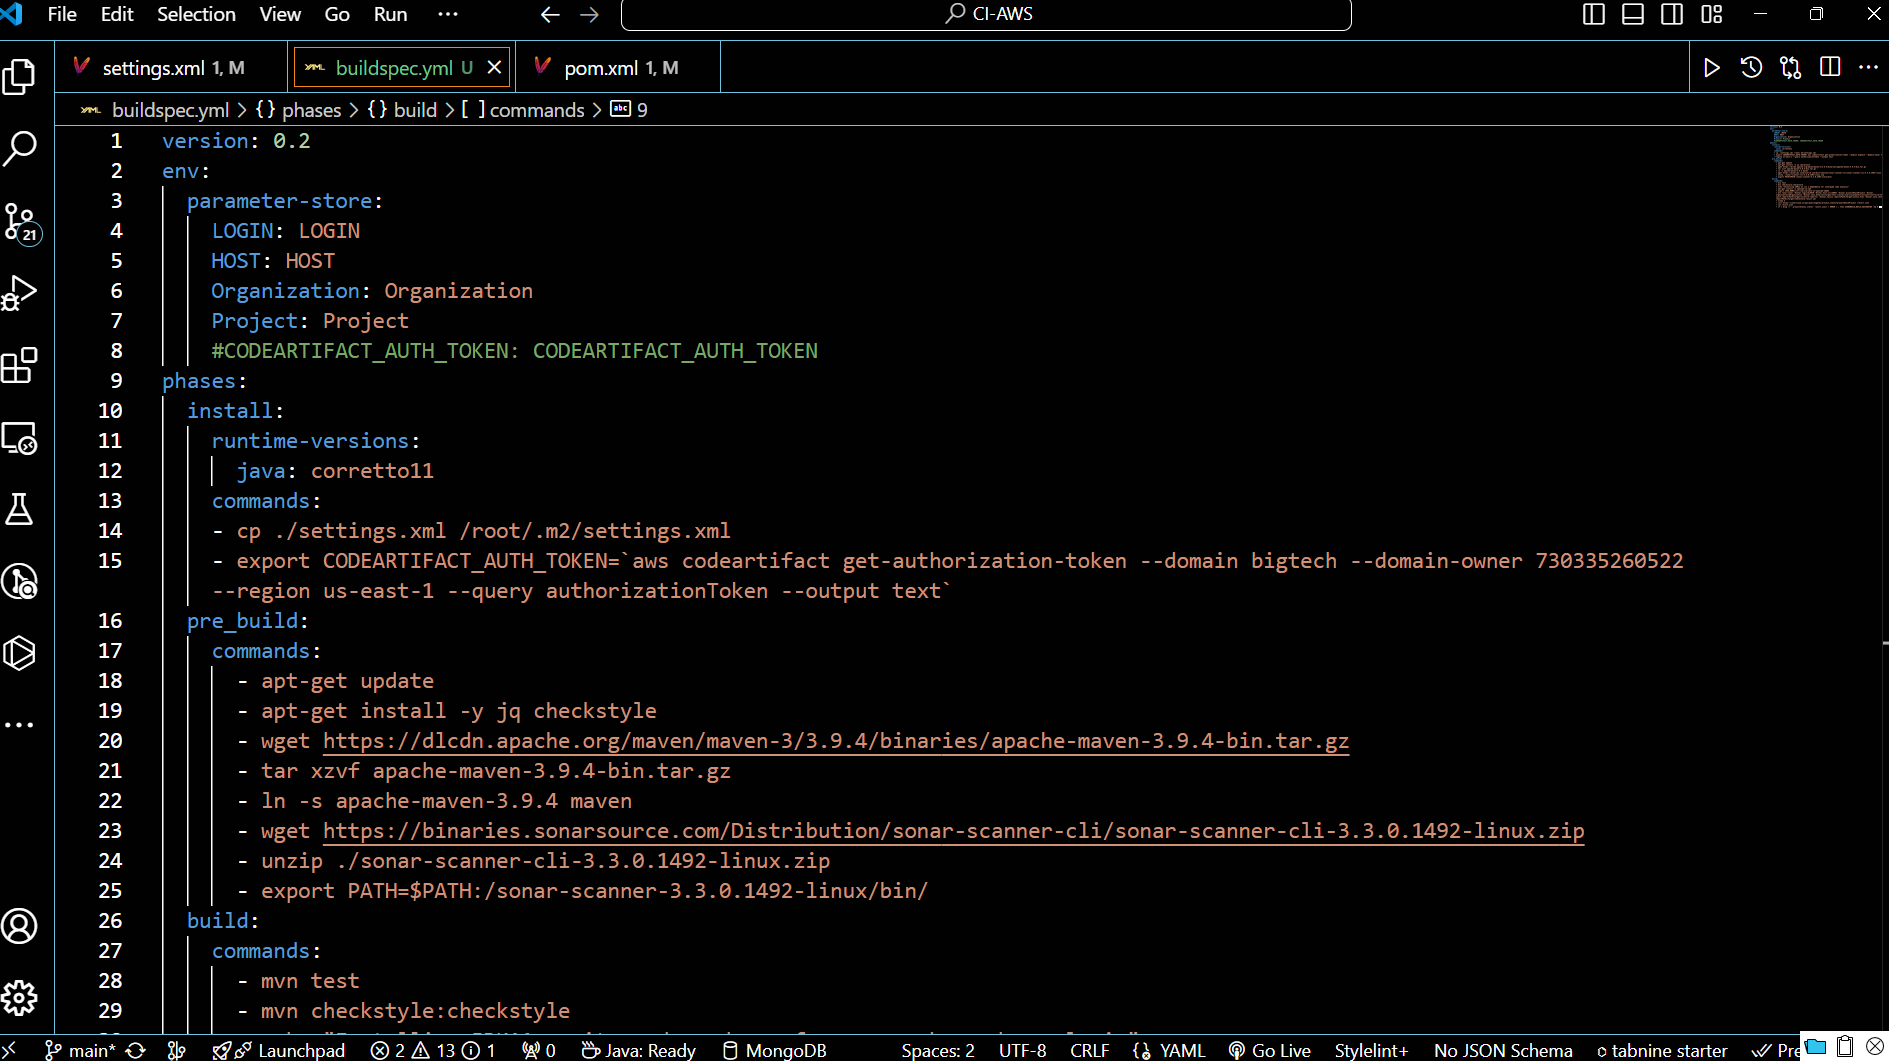 File Edit Selection View Go Run ··· CI-AWS
settings.xml 1, M buildspec.yml U pom.xml 1, M
buildspec.yml > {} phases > {} build > [ ] commands > abc 9
1 version: 0.2
2 env:
3 parameter-store:
4 LOGIN: LOGIN
5 HOST: HOST
6 Organization: Organization
7 Project: Project
8 #CODEARTIFACT_AUTH_TOKEN: CODEARTIFACT_AUTH_TOKEN
9 phases:
10 install:
11 runtime-versions:
12 java: corretto11
13 commands:
14 - cp ./settings.xml /root/.m2/settings.xml
15 - export CODEARTIFACT_AUTH_TOKEN=`aws codeartifact get-authorization-token --domain bigtech --domain-owner 730335260522
--region us-east-1 --query authorizationToken --output text`
16 pre_build:
17 commands:
18 - apt-get update
19 - apt-get install -y jq checkstyle
20 - wget https://dlcdn.apache.org/maven/maven-3/3.9.4/binaries/apache-maven-3.9.4-bin.tar.gz
21 - tar xzvf apache-maven-3.9.4-bin.tar.gz
22 - ln -s apache-maven-3.9.4 maven
23 - wget https://binaries.sonarsource.com/Distribution/sonar-scanner-cli/sonar-scanner-cli-3.3.0.1492-linux.zip
24 - unzip ./sonar-scanner-cli-3.3.0.1492-linux.zip
25 - export PATH=$PATH:/sonar-scanner-3.3.0.1492-linux/bin/
26 build:
27 commands:
28 - mvn test
29 - mvn checkstyle:checkstyle
21
main* Launchpad 2 13 1 0 Java: Ready MongoDB Spaces: 2 UTF-8 CRLF {} YAML Go Live Stylelint+ No JSON Schema tabnine starter Pre